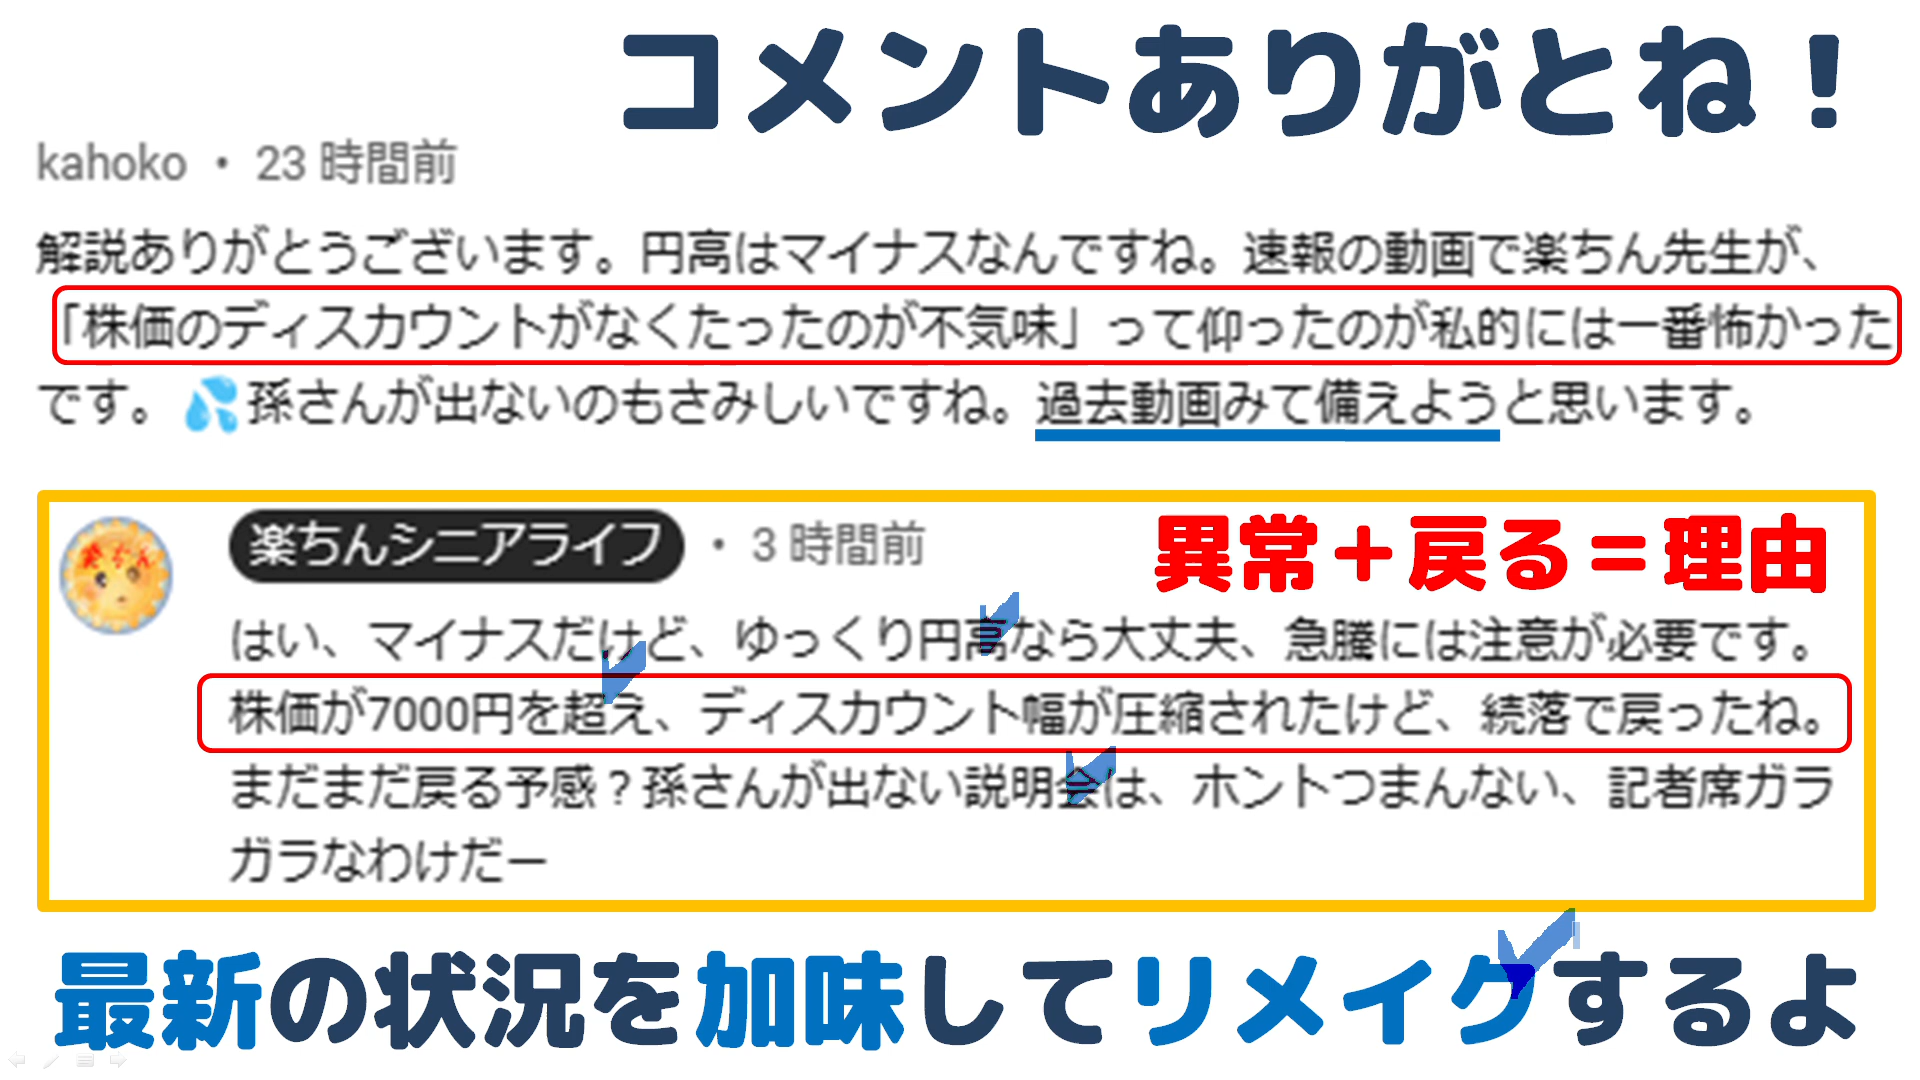 コメントありがとね！
kahoko • 23 時間前
解説ありがとうございます。円高はマイナスなんですね。速報の動画で楽ちん先生が、
「株価のディスカウントがなくたったのが不気味」って仰ったのが私的には一番怖かった
です。💦孫さんが出ないのもさみしいですね。過去動画みて備えようと思います。
楽ちんシニアライフ • 3 時間前
異常＋戻る＝理由
はい、マイナスだけど、ゆっくり円高なら大丈夫、急騰には注意が必要です。
株価が7000円を超え、ディスカウント幅が圧縮されたけど、続落で戻ったね。
まだまだ戻る予感？孫さんが出ない説明会は、ホントつまんない、記者席ガラ
ガラなわけだー
最新の状況を加味してリメイクするよ